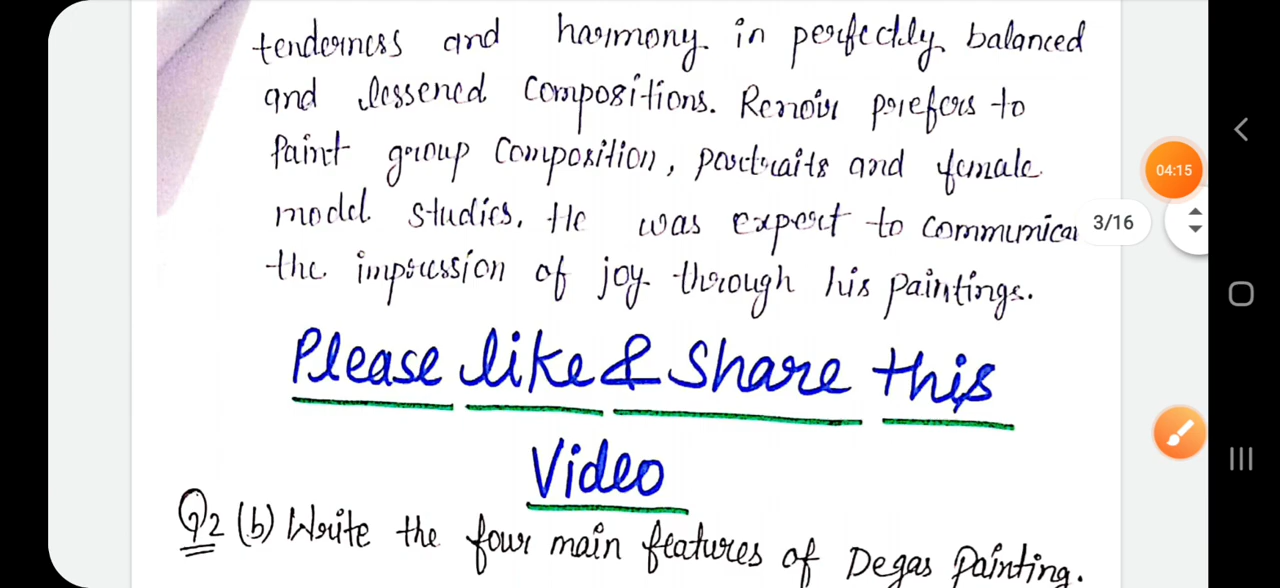 tenderness and harmony in perfectly balanced
and lessened compositions. Renoir prefers to
Paint group Composition, portraits and female
model studies. He was expert to communica
the impression of joy through his paintings.
Please like & Share this
Video
Q2 (b) Write the four main features of Degas Painting.
04:15
3/16